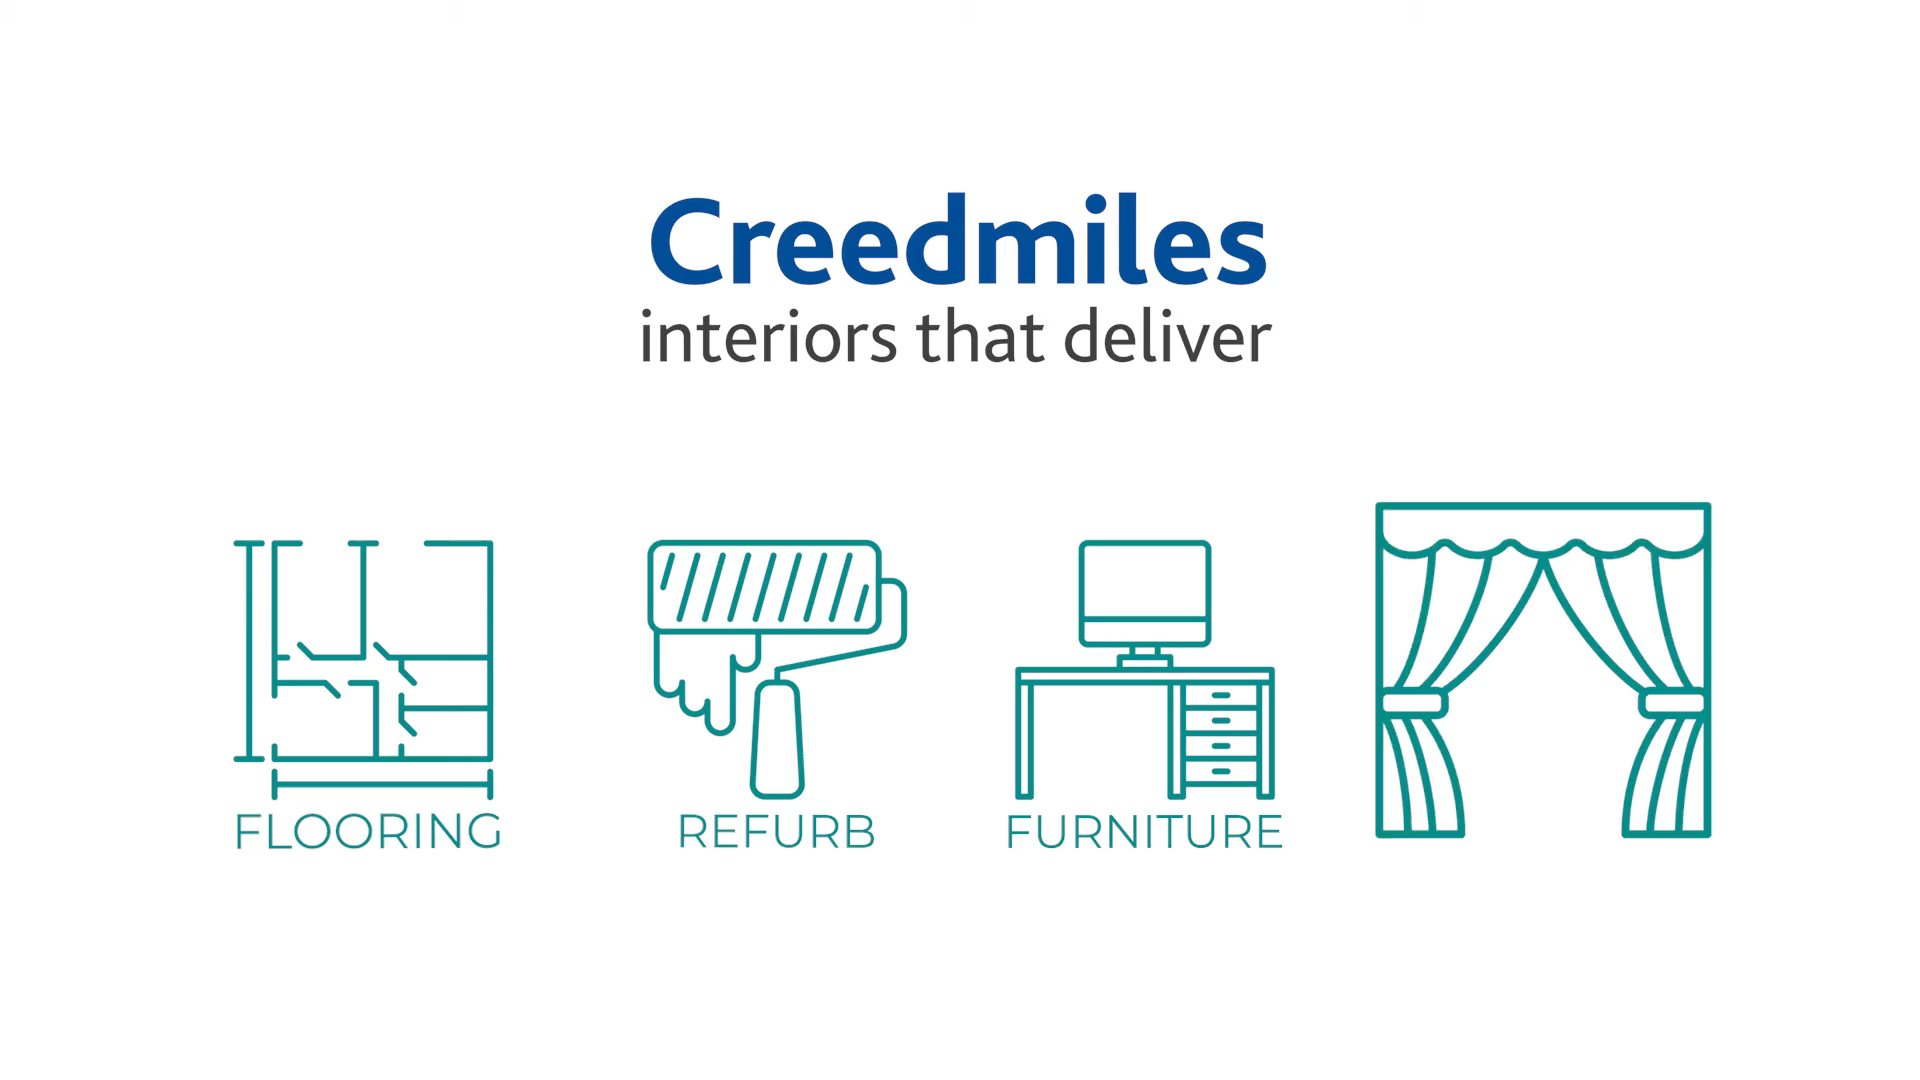 Creedmiles
interiors that deliver
FLOORING
REFURB
FURNITURE